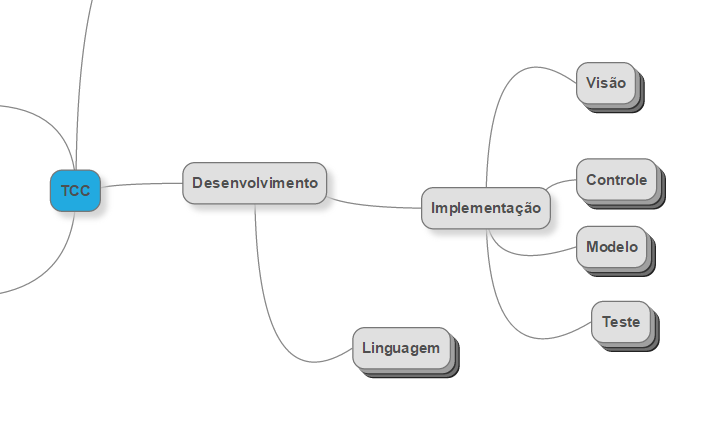 TCC
Desenvolvimento
Implementação
Visão
Controle
Modelo
Teste
Linguagem